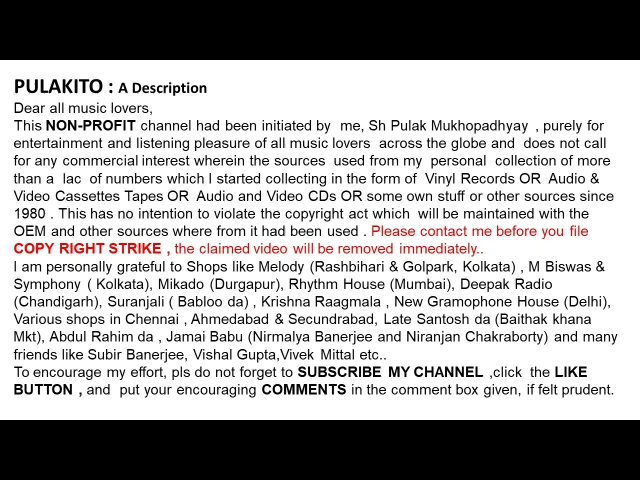 PULAKITO : A Description
Dear all music lovers,
This NON-PROFIT channel had been initiated by me, Sh Pulak Mukhopadhyay , purely for
entertainment and listening pleasure of all music lovers across the globe and does not call
for any commercial interest wherein the sources used from my personal collection of more
than a lac of numbers which I started collecting in the form of Vinyl Records OR Audio &
Video Cassettes Tapes OR Audio and Video CDs OR some own stuff or other sources since
1980 . This has no intention to violate the copyright act which will be maintained with the
OEM and other sources where from it had been used . Please contact me before you file
COPY RIGHT STRIKE , the claimed video will be removed immediately..
I am personally grateful to Shops like Melody (Rashbihari & Golpark, Kolkata) , M Biswas &
Symphony ( Kolkata), Mikado (Durgapur), Rhythm House (Mumbai), Deepak Radio
(Chandigarh), Suranjali ( Babloo da) , Krishna Raagmala , New Gramophone House (Delhi),
Various shops in Chennai , Ahmedabad & Secundrabad, Late Santosh da (Baithak khana
Mkt), Abdul Rahim da , Jamai Babu (Nirmalya Banerjee and Niranjan Chakraborty) and many
friends like Subir Banerjee, Vishal Gupta,Vivek Mittal etc..
To encourage my effort, pls do not forget to SUBSCRIBE MY CHANNEL ,click the LIKE
BUTTON , and put your encouraging COMMENTS in the comment box given, if felt prudent.